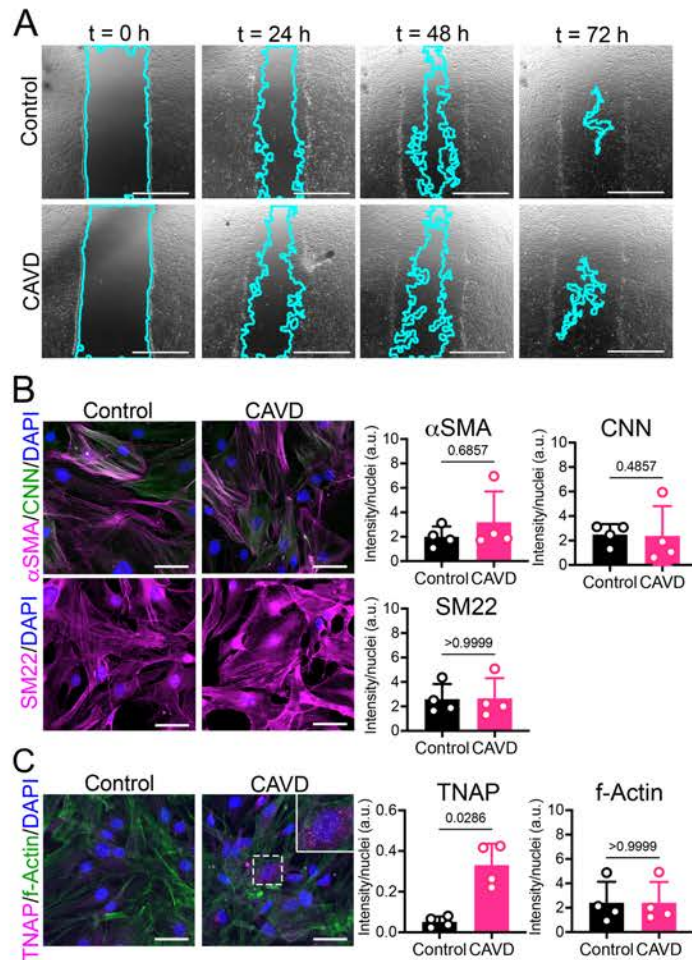 A
t = 0 h t = 24 h t = 48 h t = 72 h
Control
CAVD
B
Control CAVD
αSMA/CNN/DAPI
SM22/DAPI
αSMA
Intensity/nuclei (a.u.)
10
8
6
4
2
0
0.6857
Control CAVD
CNN
Intensity/nuclei (a.u.)
10
8
6
4
2
0
0.4857
Control CAVD
SM22
Intensity/nuclei (a.u.)
10
8
6
4
2
0
>0.9999
Control CAVD
C
Control CAVD
TNAP/f-Actin/DAPI
TNAP
Intensity/nuclei (a.u.)
0.6
0.4
0.2
0.0
0.0286
Control CAVD
f-Actin
Intensity/nuclei (a.u.)
10
8
6
4
2
0
>0.9999
Control CAVD